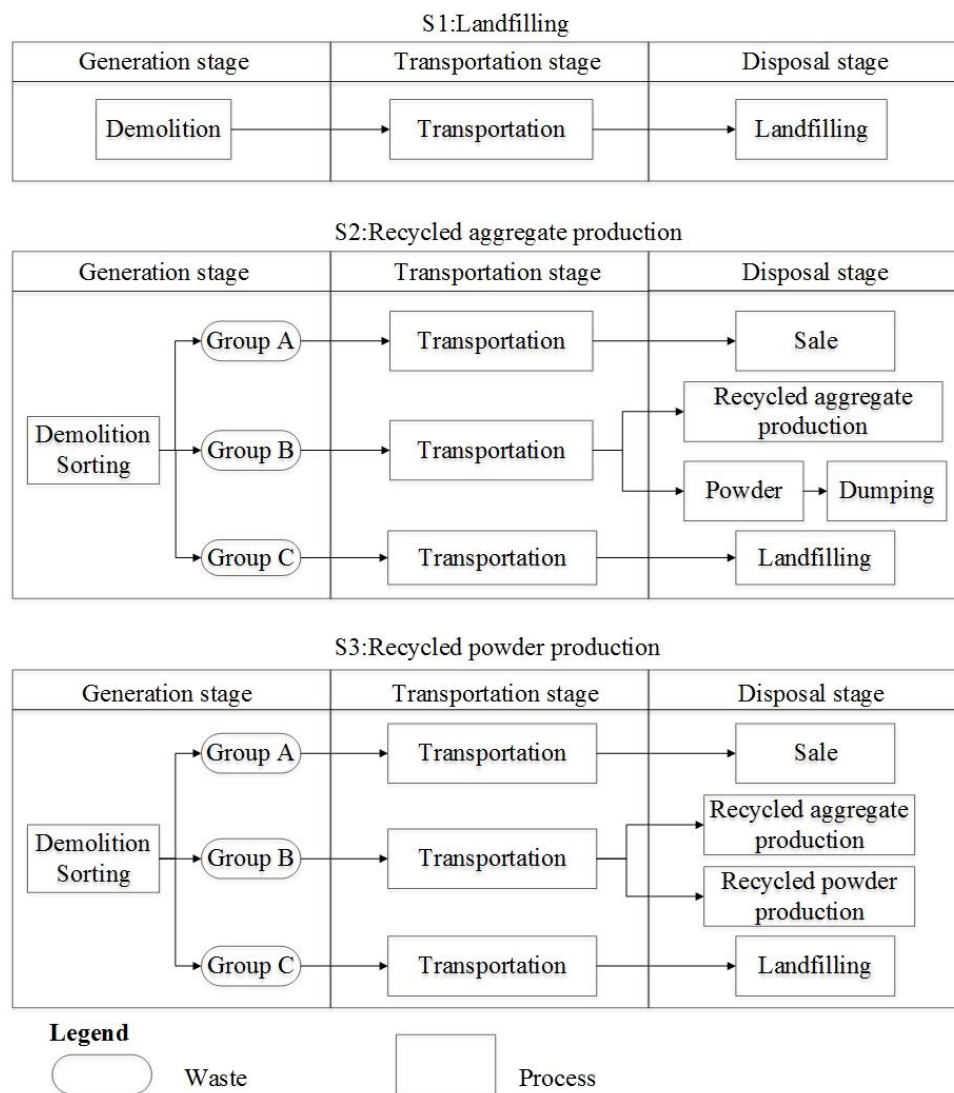 S1:Landfilling
Generation stage
Transportation stage
Disposal stage
Demolition
Transportation
Landfilling
S2:Recycled aggregate production
Generation stage
Transportation stage
Disposal stage
Group A
Transportation
Sale
Demolition
Sorting
Group B
Transportation
Recycled aggregate
production
Powder
Dumping
Group C
Transportation
Landfilling
S3:Recycled powder production
Generation stage
Transportation stage
Disposal stage
Group A
Transportation
Sale
Demolition
Sorting
Group B
Transportation
Recycled aggregate
production
Recycled powder
production
Group C
Transportation
Landfilling
Legend
Waste
Process